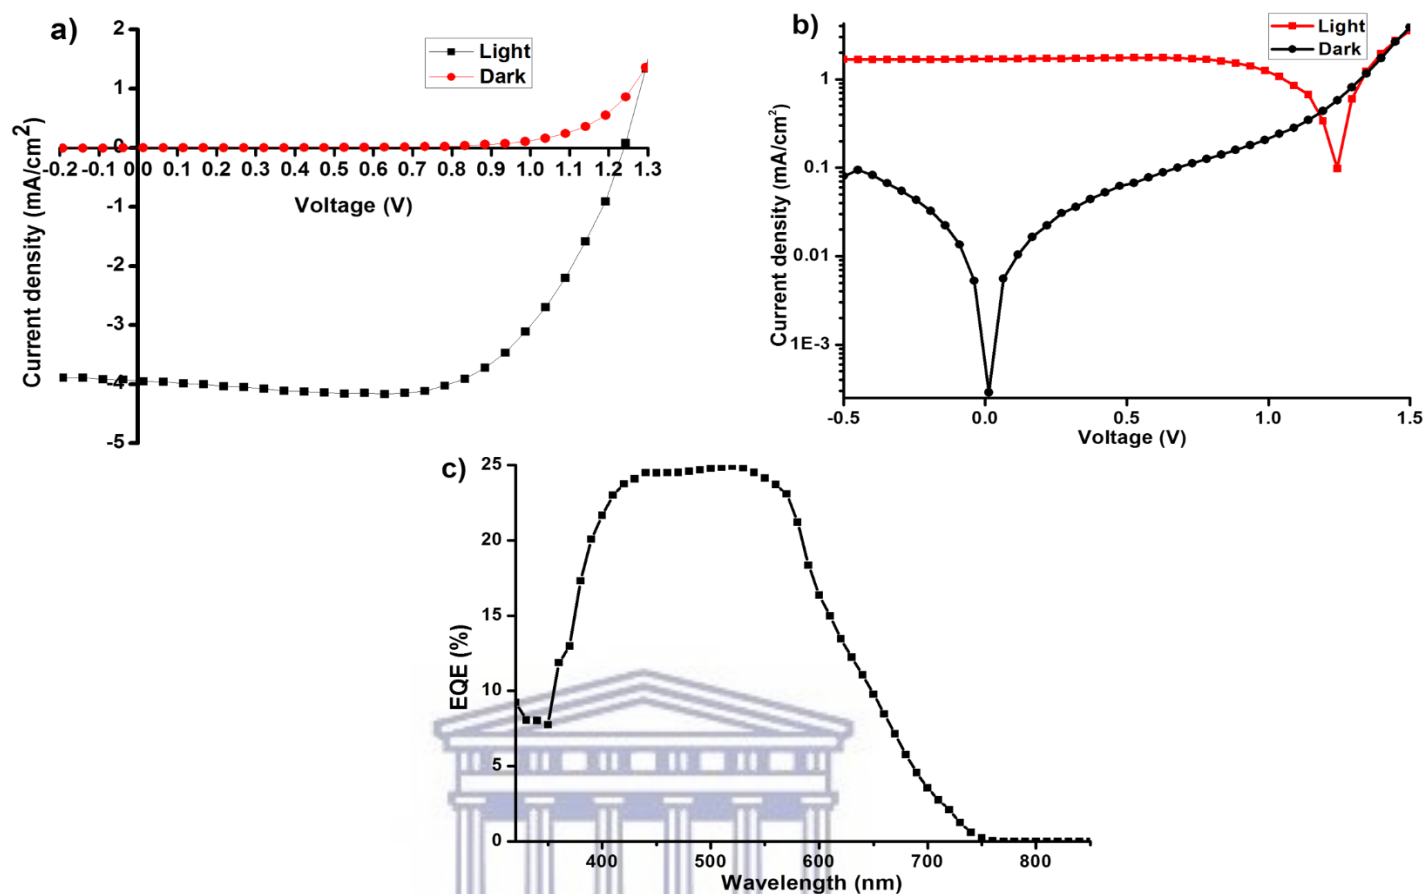 a)
Light
Dark
Current density (mA/cm²)
2
1
0
-1
-2
-3
-4
-5
-0.2 -0.1 0.0 0.1 0.2 0.3 0.4 0.5 0.6 0.7 0.8 0.9 1.0 1.1 1.2 1.3
Voltage (V)
b)
Light
Dark
Current density (mA/cm²)
1
0.1
0.01
1E-3
-0.5 0.0 0.5 1.0 1.5
Voltage (V)
c)
EQE (%)
25
20
15
10
5
0
400 500 600 700 800
Wavelength (nm)